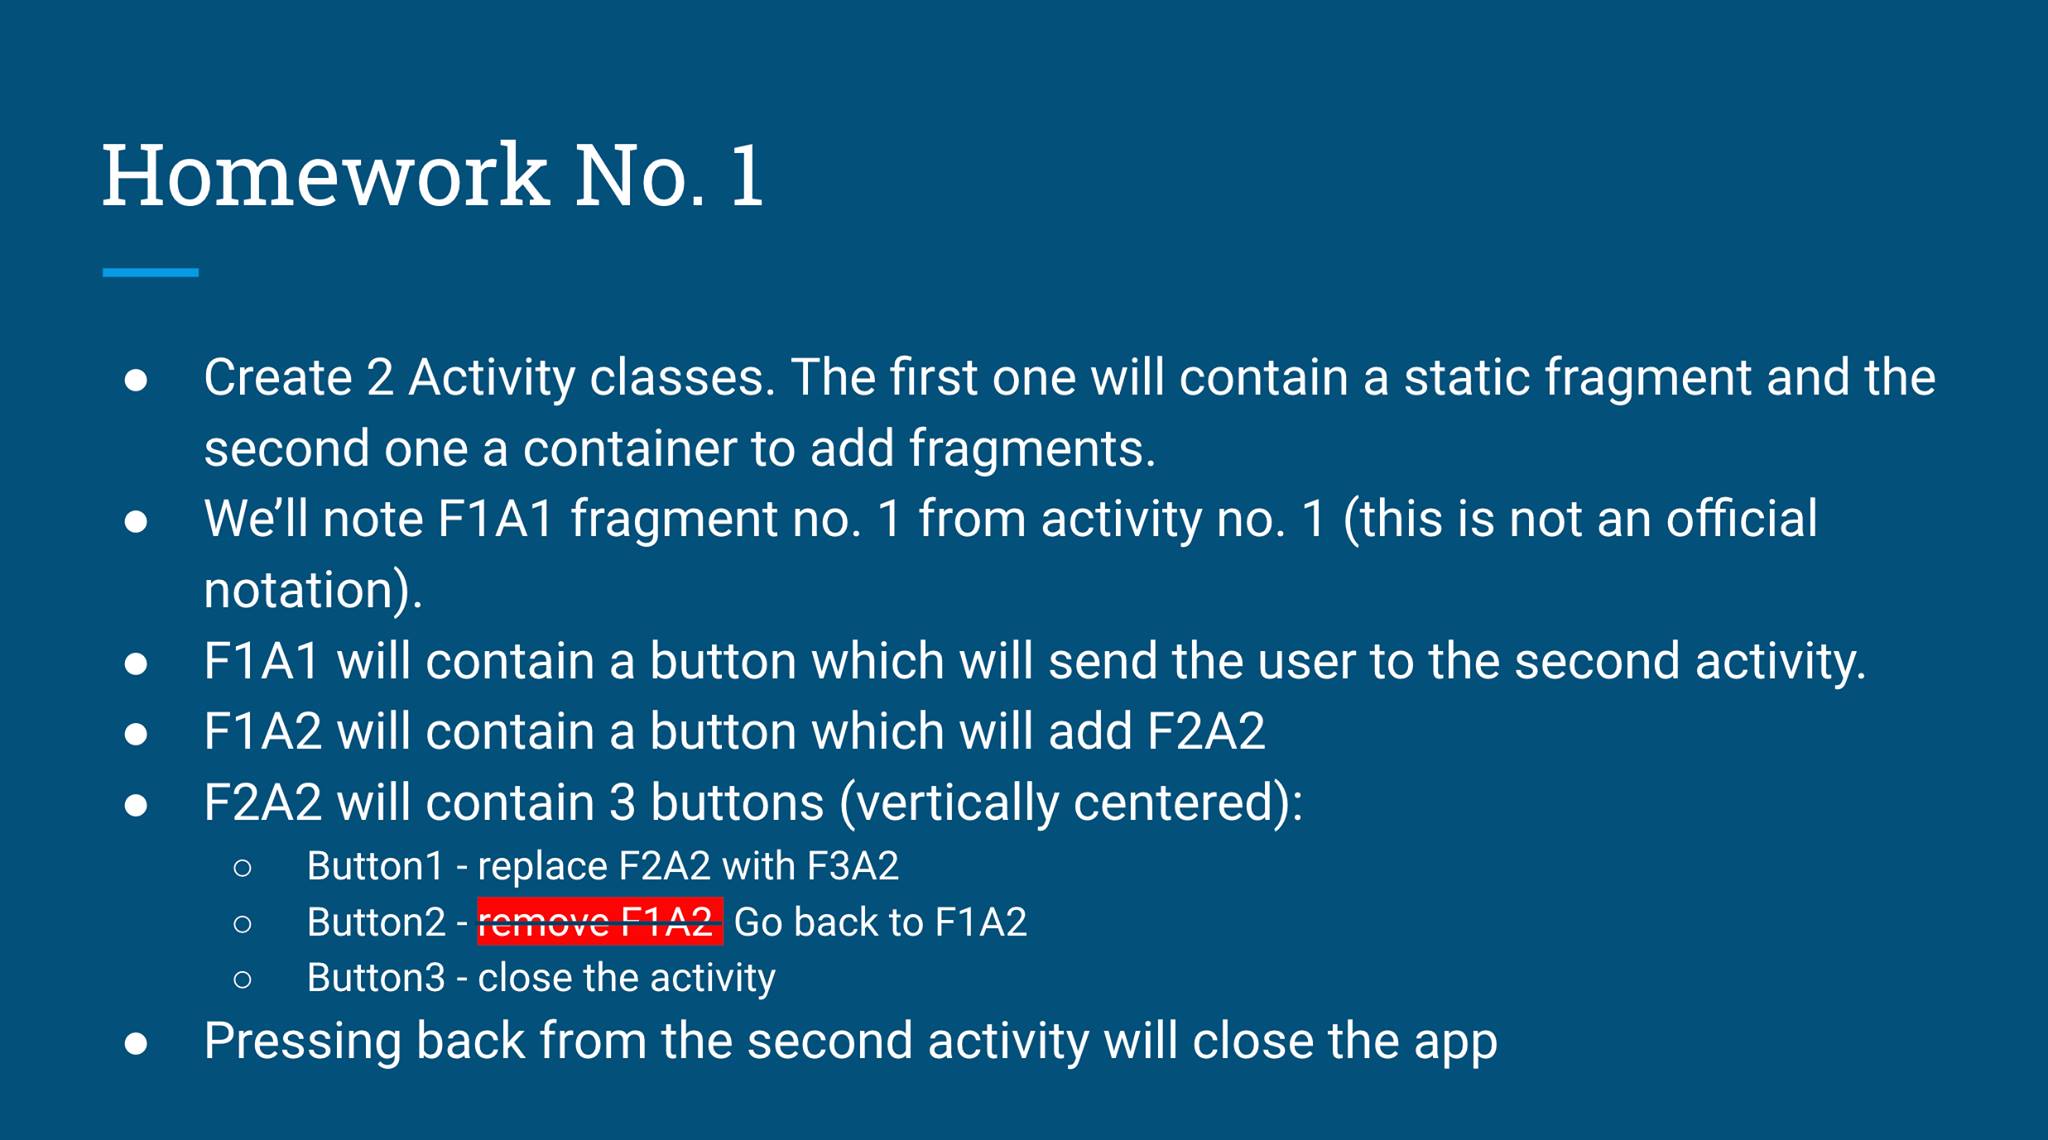 Homework No. 1
● Create 2 Activity classes. The first one will contain a static fragment and the
second one a container to add fragments.
● We’ll note F1A1 fragment no. 1 from activity no. 1 (this is not an official
notation).
● F1A1 will contain a button which will send the user to the second activity.
● F1A2 will contain a button which will add F2A2
● F2A2 will contain 3 buttons (vertically centered):
○ Button1 - replace F2A2 with F3A2
○ Button2 - remove F1A2 Go back to F1A2
○ Button3 - close the activity
● Pressing back from the second activity will close the app